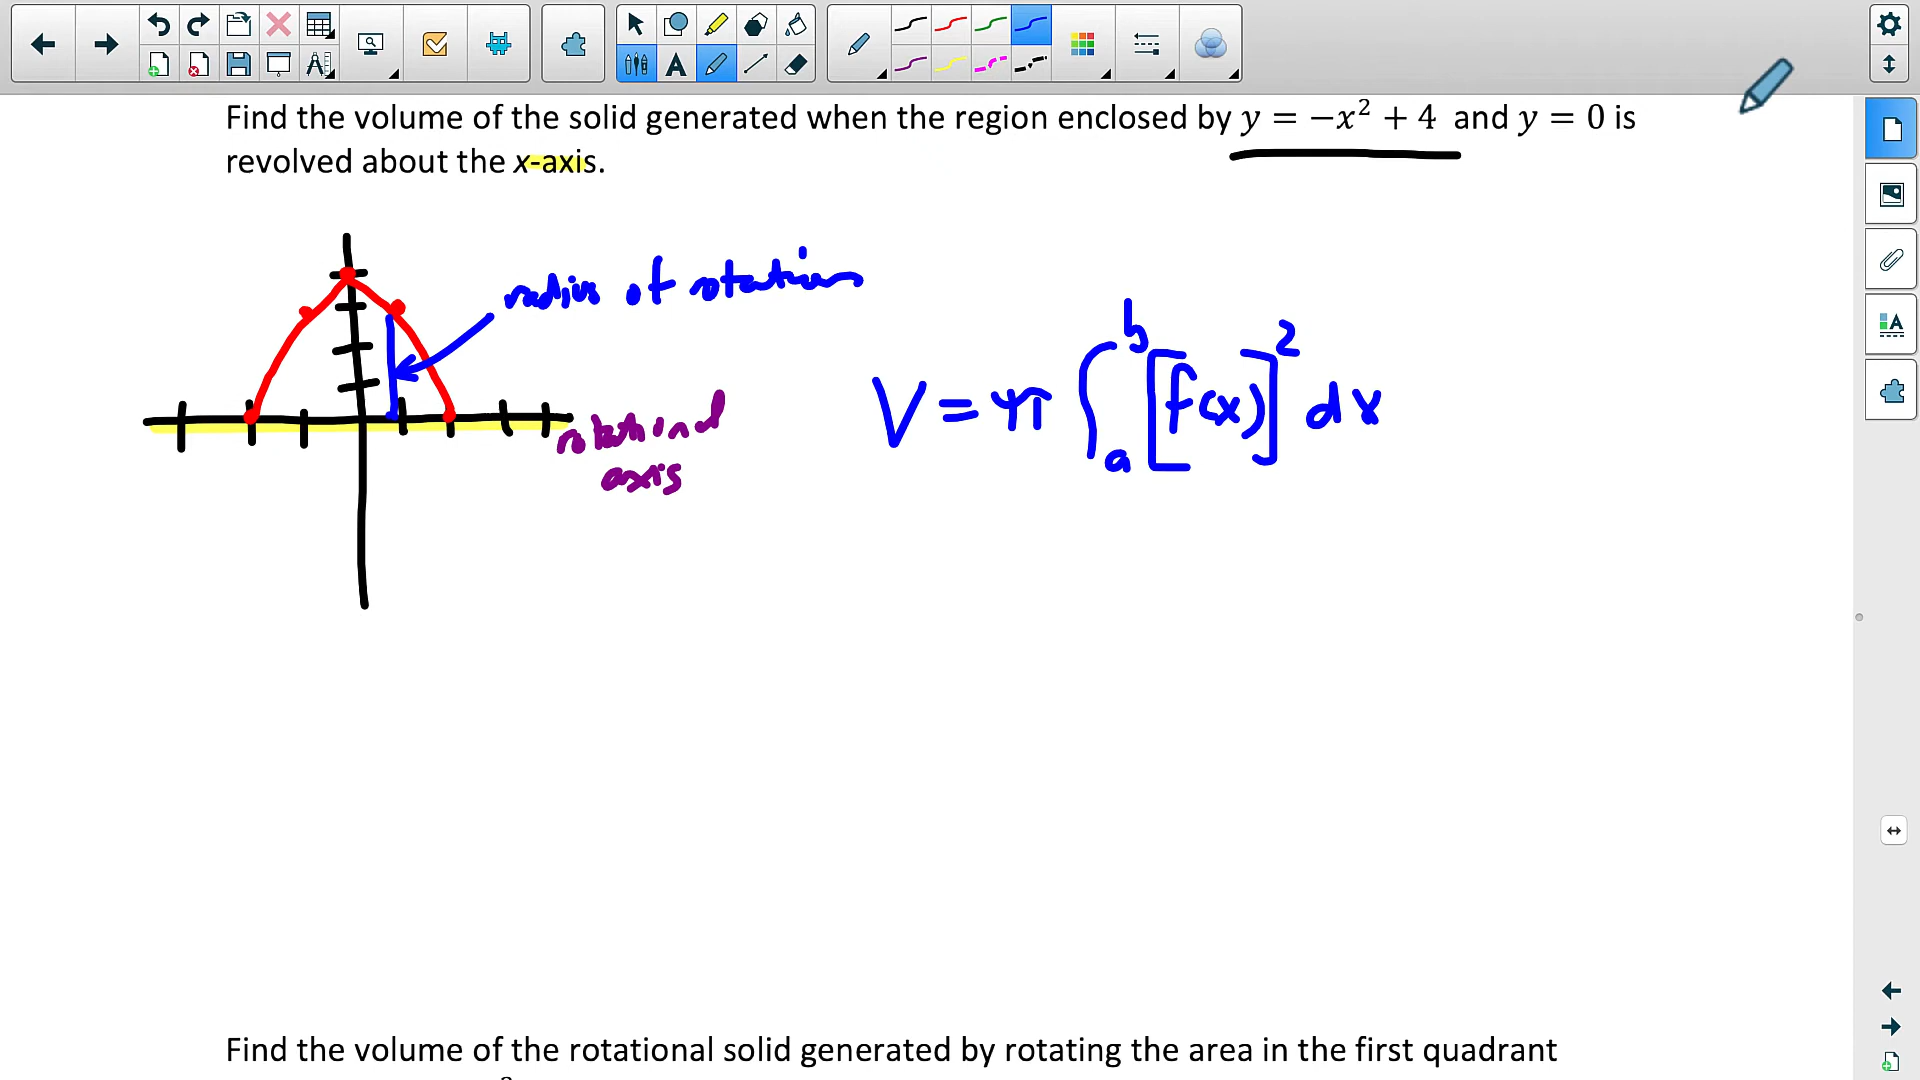 Find the volume of the solid generated when the region enclosed by y = −x² + 4 and y = 0 is
revolved about the x-axis.
radius of rotation
rotational
axis
V = π ∫ₐᵇ [f(x)]² dx
Find the volume of the rotational solid generated by rotating the area in the first quadrant